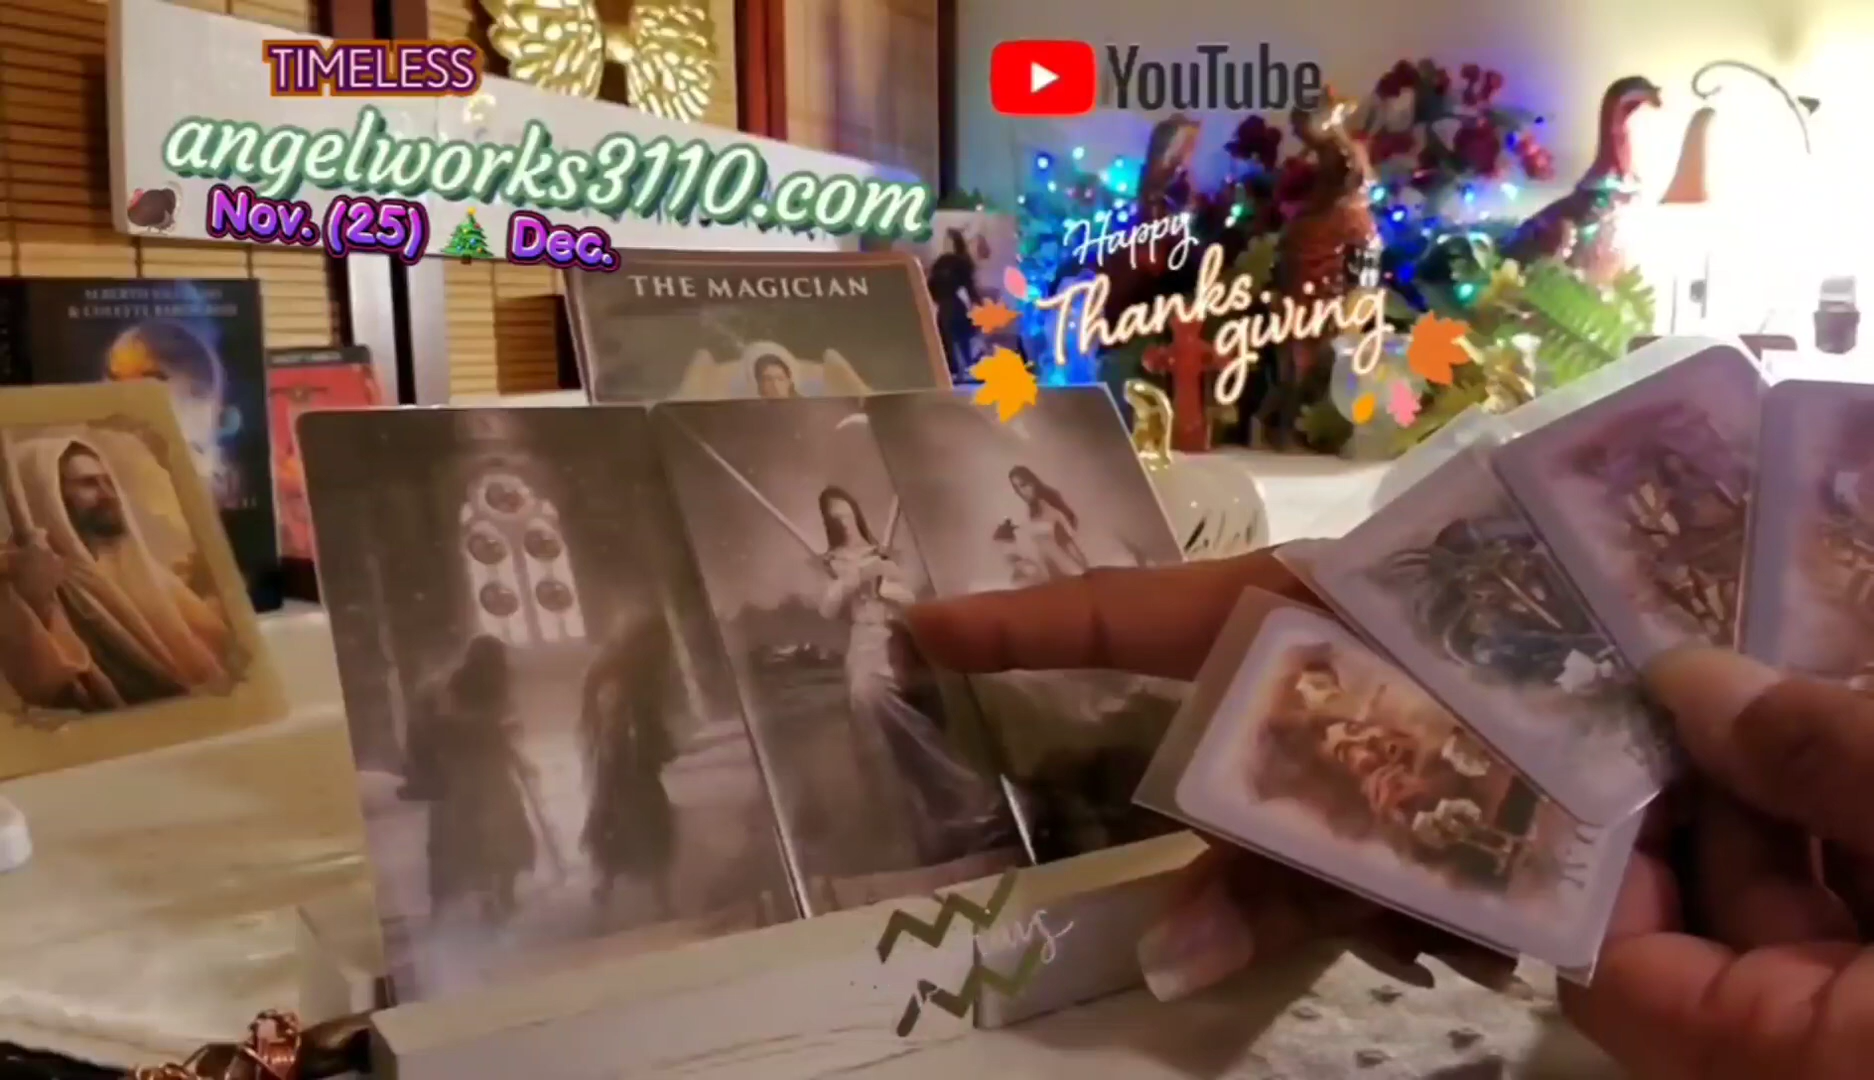 TIMELESS
YouTube
angelworks3110.com
Nov. (25) Dec.
Happy
Thanks
giving
THE MAGICIAN